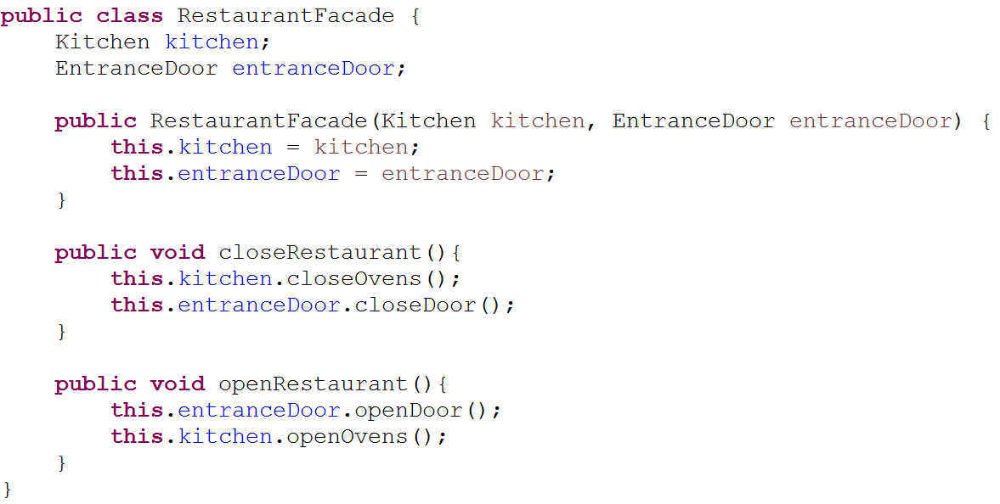 public class RestaurantFacade {
    Kitchen kitchen;
    EntranceDoor entranceDoor;

    public RestaurantFacade(Kitchen kitchen, EntranceDoor entranceDoor) {
        this.kitchen = kitchen;
        this.entranceDoor = entranceDoor;
    }

    public void closeRestaurant(){
        this.kitchen.closeOvens();
        this.entranceDoor.closeDoor();
    }

    public void openRestaurant(){
        this.entranceDoor.openDoor();
        this.kitchen.openOvens();
    }
}